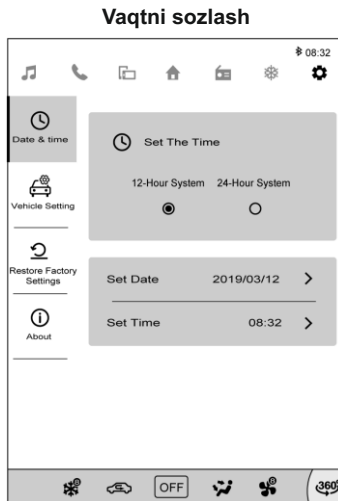 Vaqtni sozlash
08:32
Date & time
Set The Time
12-Hour System 24-Hour System
Vehicle Setting
Restore Factory
Settings
Set Date 2019/03/12
Set Time 08:32
About
OFF
360°